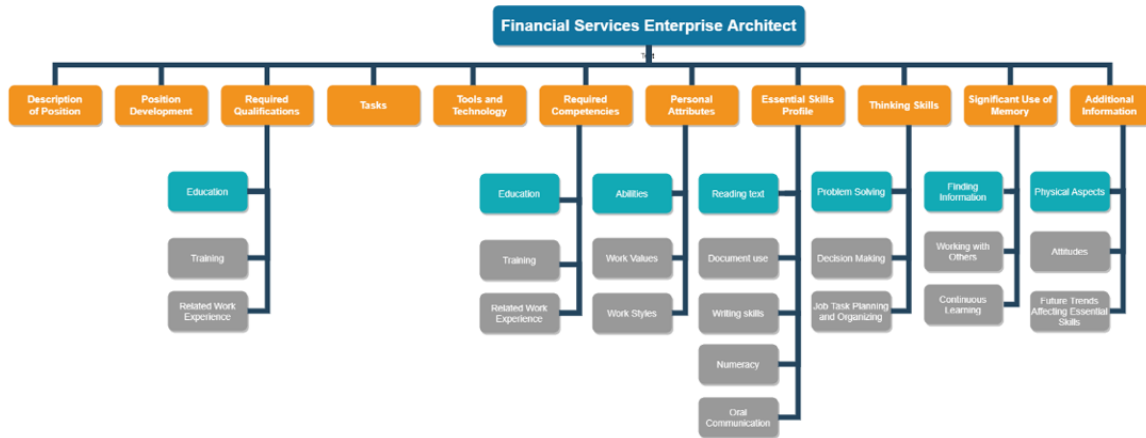 Financial Services Enterprise Architect
Text
Description
of Position
Position
Development
Required
Qualifications
Tasks
Tools and
Technology
Required
Competencies
Personal
Attributes
Essential Skills
Profile
Thinking Skills
Significant Use of
Memory
Additional
Information
Education
Training
Related Work
Experience
Education
Training
Related Work
Experience
Abilities
Work Values
Work Styles
Reading text
Document use
Writing skills
Numeracy
Oral
Communication
Problem Solving
Decision Making
Job Task Planning
and Organizing
Finding
Information
Working with
Others
Continuous
Learning
Physical Aspects
Attitudes
Future Trends
Affecting Essential
Skills